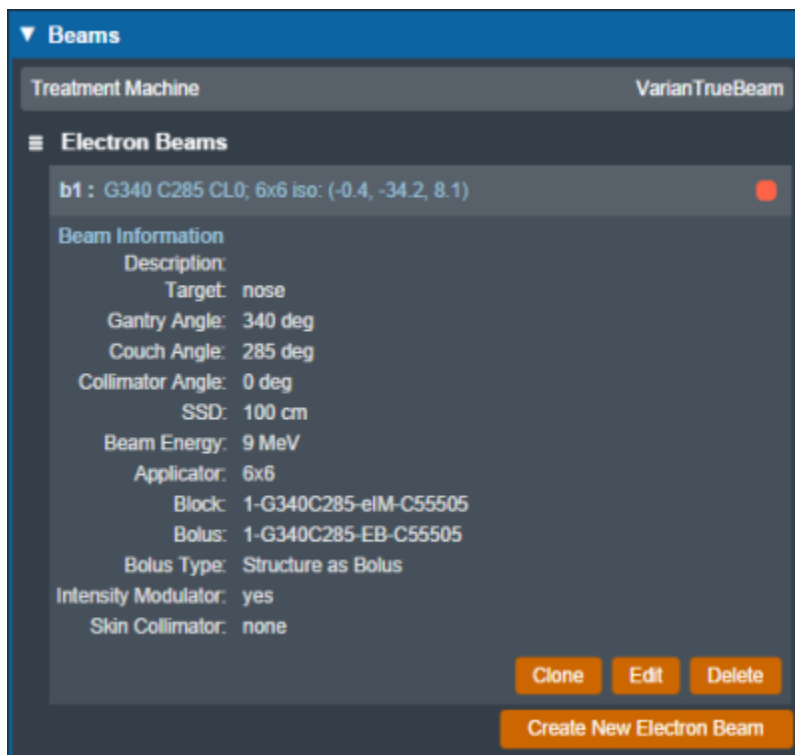 Beams
Treatment Machine VarianTrueBeam
Electron Beams
b1 : G340 C285 CL0; 6x6 iso: (-0.4, -34.2, 8.1)
Beam Information
Description:
Target: nose
Gantry Angle: 340 deg
Couch Angle: 285 deg
Collimator Angle: 0 deg
SSD: 100 cm
Beam Energy: 9 MeV
Applicator: 6x6
Block: 1-G340C285-eIM-C55505
Bolus: 1-G340C285-EB-C55505
Bolus Type: Structure as Bolus
Intensity Modulator: yes
Skin Collimator: none
Clone Edit Delete
Create New Electron Beam